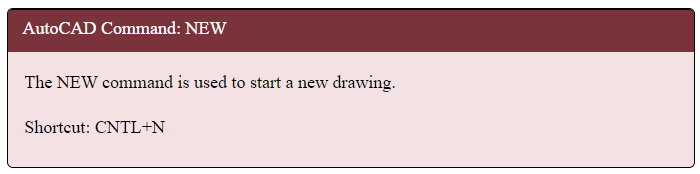 AutoCAD Command: NEW
The NEW command is used to start a new drawing.
Shortcut: CNTL+N